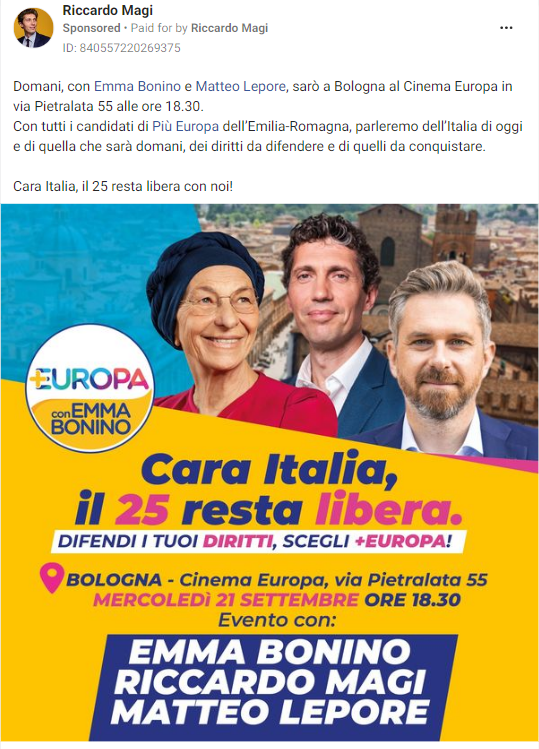 Riccardo Magi
Sponsored • Paid for by Riccardo Magi
ID: 840557220269375
Domani, con Emma Bonino e Matteo Lepore, sarò a Bologna al Cinema Europa in
via Pietralata 55 alle ore 18.30.
Con tutti i candidati di Più Europa dell'Emilia-Romagna, parleremo dell'Italia di oggi
e di quella che sarà domani, dei diritti da difendere e di quelli da conquistare.
Cara Italia, il 25 resta libera con noi!
+EUROPA
con EMMA
BONINO
Cara Italia,
il 25 resta libera.
DIFENDI I TUOI DIRITTI, SCEGLI +EUROPA!
BOLOGNA - Cinema Europa, via Pietralata 55
MERCOLEDÌ 21 SETTEMBRE ORE 18.30
Evento con:
EMMA BONINO
RICCARDO MAGI
MATTEO LEPORE